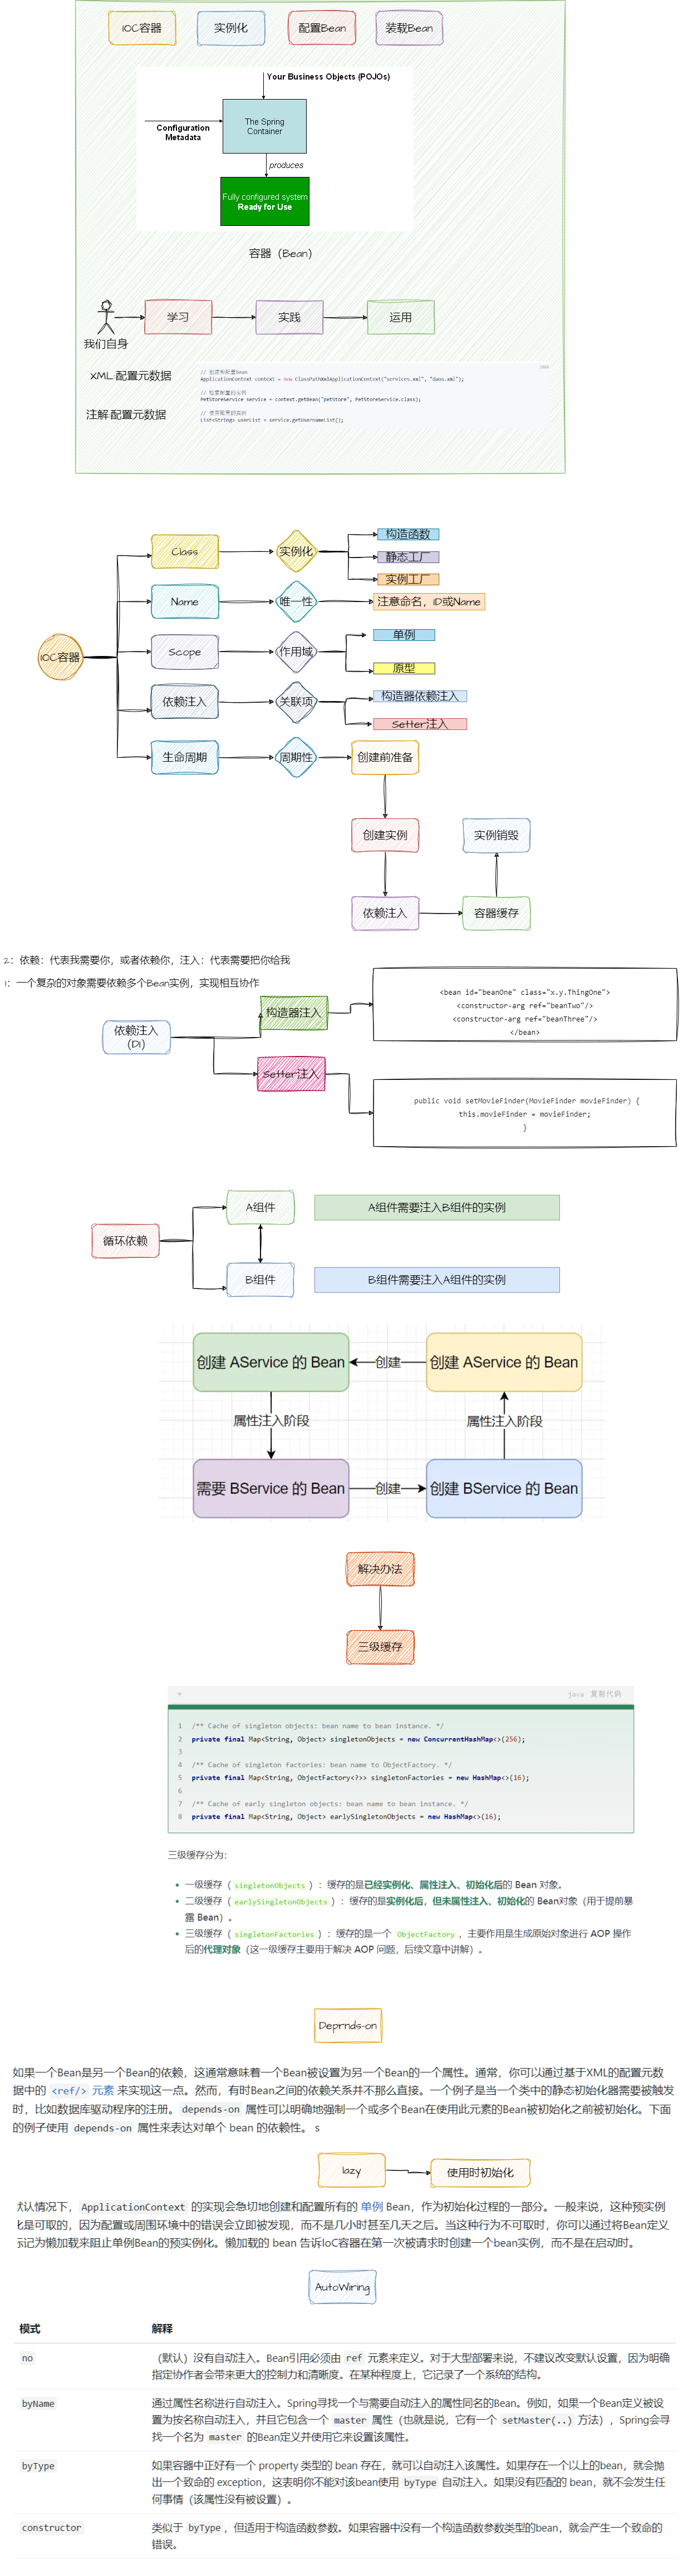 IOC容器
实例化
配置Bean
装载Bean
Your Business Objects (POJOs)
The Spring
Container
Configuration
Metadata
produces
Fully configured system
Ready for Use
容器（Bean）
学习
实践
运用
我们自身
XML 配置元数据
java
// 创建和配置bean
ApplicationContext context = new ClassPathXmlApplicationContext("services.xml", "daos.xml");
// 检索配置的实例
PetStoreService service = context.getBean("petStore", PetStoreService.class);
注解 配置元数据
// 使用配置的实例
List<String> userList = service.getUsernameList();
IOC容器
Class
实例化
构造函数
静态工厂
实例工厂
Name
唯一性
注意命名，ID或Name
Scope
作用域
单例
原型
依赖注入
关联项
构造器依赖注入
Setter注入
生命周期
周期性
创建前准备
创建实例
实例销毁
依赖注入
容器缓存
2：依赖：代表我需要你，或者依赖你，注入：代表需要把你给我
1：一个复杂的对象需要依赖多个Bean实例，实现相互协作
依赖注入
(DI)
构造器注入
<bean id="beanOne" class="x.y.ThingOne">
<constructor-arg ref="beanTwo"/>
<constructor-arg ref="beanThree"/>
</bean>
Setter注入
public void setMovieFinder(MovieFinder movieFinder) {
this.movieFinder = movieFinder;
}
循环依赖
A组件
A组件需要注入B组件的实例
B组件
B组件需要注入A组件的实例
创建 AService 的 Bean
创建
创建 AService 的 Bean
属性注入阶段
属性注入阶段
需要 BService 的 Bean
创建
创建 BService 的 Bean
解决办法
三级缓存
java 复制代码
1 /** Cache of singleton objects: bean name to bean instance. */
2 private final Map<String, Object> singletonObjects = new ConcurrentHashMap<>(256);
3
4 /** Cache of singleton factories: bean name to ObjectFactory. */
5 private final Map<String, ObjectFactory<?>> singletonFactories = new HashMap<>(16);
6
7 /** Cache of early singleton objects: bean name to bean instance. */
8 private final Map<String, Object> earlySingletonObjects = new HashMap<>(16);
三级缓存分为：
• 一级缓存（ singletonObjects ）：缓存的是已经实例化、属性注入、初始化后的 Bean 对象。
• 二级缓存（ earlySingletonObjects ）：缓存的是实例化后，但未属性注入、初始化的 Bean对象（用于提前暴
露 Bean）。
• 三级缓存（ singletonFactories ）：缓存的是一个 ObjectFactory ，主要作用是生成原始对象进行 AOP 操作
后的代理对象（这一级缓存主要用于解决 AOP 问题，后续文章中讲解）。
Deprnds-on
如果一个Bean是另一个Bean的依赖，这通常意味着一个Bean被设置为另一个Bean的一个属性。通常，你可以通过基于XML的配置元数
据中的 <ref/> 元素 来实现这一点。然而，有时Bean之间的依赖关系并不那么直接。一个例子是当一个类中的静态初始化器需要被触发
时，比如数据库驱动程序的注册。depends-on 属性可以明确地强制一个或多个Bean在使用此元素的Bean被初始化之前被初始化。下面
的例子使用 depends-on 属性来表达对单个 bean 的依赖性。 s
lazy
使用时初始化
默认情况下，ApplicationContext 的实现会急切地创建和配置所有的 单例 Bean，作为初始化过程的一部分。一般来说，这种预实例
化是可取的，因为配置或周围环境中的错误会立即被发现，而不是几小时甚至几天之后。当这种行为不可取时，你可以通过将Bean定义
标记为懒加载来阻止单例Bean的预实例化。懒加载的 bean 告诉IoC容器在第一次被请求时创建一个bean实例，而不是在启动时。
AutoWiring
模式 解释
no （默认）没有自动注入。Bean引用必须由 ref 元素来定义。对于大型部署来说，不建议改变默认设置，因为明确
指定协作者会带来更大的控制力和清晰度。在某种程度上，它记录了一个系统的结构。
byName 通过属性名称进行自动注入。Spring寻找一个与需要自动注入的属性同名的Bean。例如，如果一个Bean定义被设
置为按名称自动注入，并且它包含一个 master 属性（也就是说，它有一个 setMaster(..) 方法），Spring会寻
找一个名为 master 的Bean定义并使用它来设置该属性。
byType 如果容器中正好有一个 property 类型的 bean 存在，就可以自动注入该属性。如果存在一个以上的bean，就会抛
出一个致命的 exception，这表明你不能对该bean使用 byType 自动注入。如果没有匹配的 bean，就不会发生任
何事情（该属性没有被设置）。
constructor 类似于 byType ，但适用于构造函数参数。如果容器中没有一个构造函数参数类型的bean，就会产生一个致命的
错误。